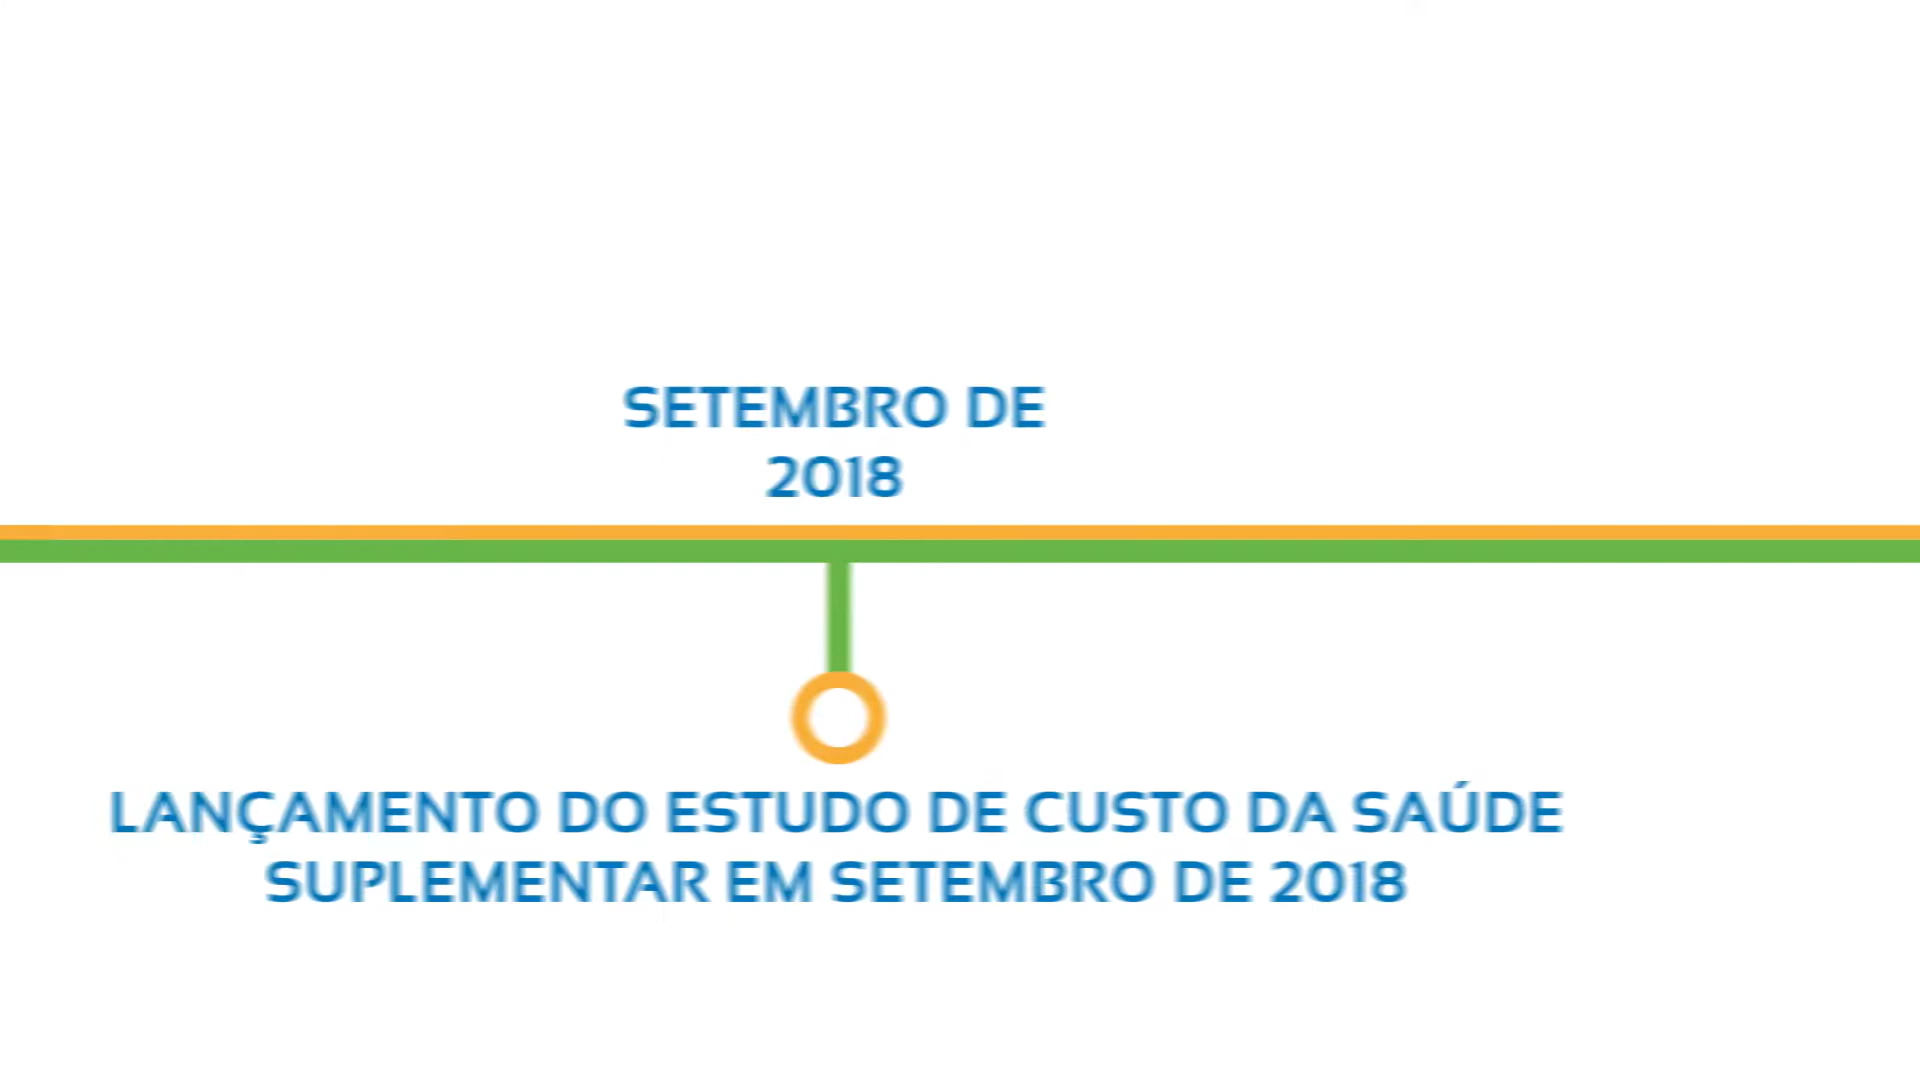 SETEMBRO DE
2018
LANÇAMENTO DO ESTUDO DE CUSTO DA SAÚDE
SUPLEMENTAR EM SETEMBRO DE 2018